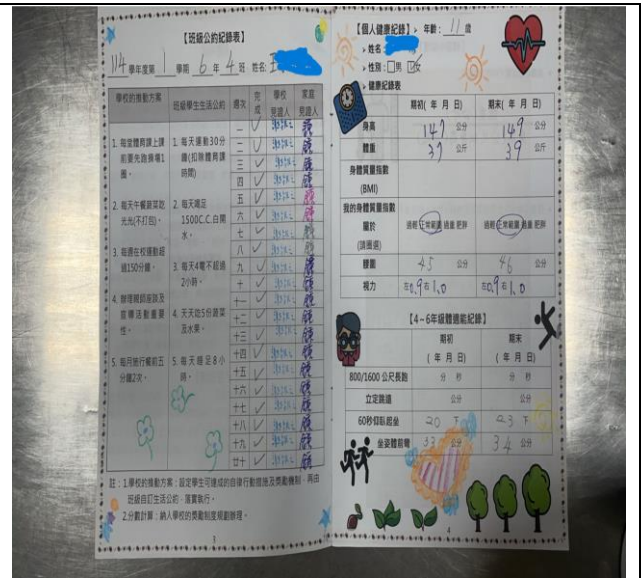 【班級公約紀錄表】
114 學年度第 1 學期 6 年 4 班 姓名:王
學校的推動方案 班級學生生活公約 週次 完成 學校見證人 家庭見證人
1. 每堂體育課上課前要先跑操場1圈。
2. 每天午餐蔬菜吃光光(不打包)。
3. 每週在校運動超過150分鐘。
4. 辦理親師座談及宣導活動重要性。
5. 每月施行餐前五分鐘2次。
1. 每天運動30分鐘(扣除體育課時間)
2. 每天喝足1500C.C.白開水。
3. 每天4電不超過2小時。
4. 天天吃5份蔬菜及水果。
5. 每天睡足8小時。
一 ✓
二 ✓
三 ✓
四 ✓
五 ✓
六 ✓
七 ✓
八 ✓
九 ✓
十 ✓
十一 ✓
十二 ✓
十三 ✓
十四 ✓
十五 ✓
十六 ✓
十七 ✓
十八 ✓
十九 ✓
廿十 ✓
註:1.學校的推動方案:設定學生可達成的自律行動措施及獎勵機制,再由
班級自訂生活公約,落實執行。
2.分數計算:納入學校的獎勵制度規劃辦理。
3
【個人健康紀錄】 ➢ 年齡:11 歲
➢ 姓名:
➢ 性別:□男 ☑女
➢ 健康紀錄表
期初( 年 月 日) 期末( 年 月 日)
身高 147 公分 149 公分
體重 37 公斤 39 公斤
身體質量指數
(BMI)
我的身體質量指數
屬於
(請圈選)
過輕 正常範圍 過重 肥胖 過輕 正常範圍 過重 肥胖
腰圍 45 公分 46 公分
視力 右0.9 右1.0 右0.9 右1.0
【4~6年級體適能紀錄】
期初 期末
( 年 月 日) ( 年 月 日)
800/1600 公尺長跑 分 秒 分 秒
立定跳遠 公分 公分
60秒仰臥起坐 20 下 23 下
坐姿體前彎 33 公分 34 公分
4